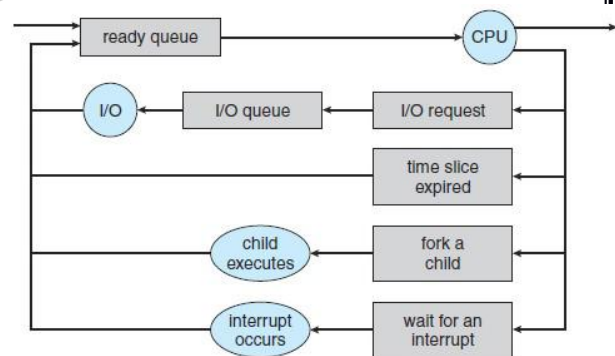 ready queue
CPU
I/O
I/O queue
I/O request
time slice
expired
child
executes
fork a
child
interrupt
occurs
wait for an
interrupt